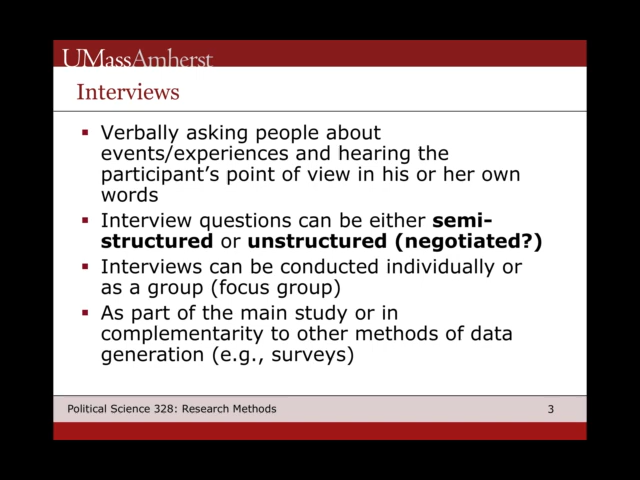 UMassAmherst
Interviews
▪ Verbally asking people about
events/experiences and hearing the
participant's point of view in his or her own
words
▪ Interview questions can be either semi-
structured or unstructured (negotiated?)
▪ Interviews can be conducted individually or
as a group (focus group)
▪ As part of the main study or in
complementarity to other methods of data
generation (e.g., surveys)
Political Science 328: Research Methods
3